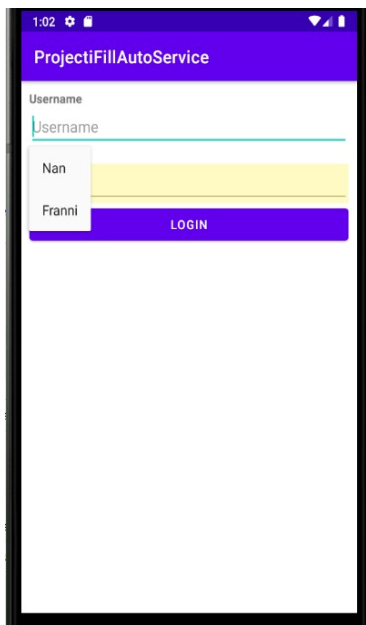 1:02
ProjectiFillAutoService
Username
Username
Nan
Franni
LOGIN